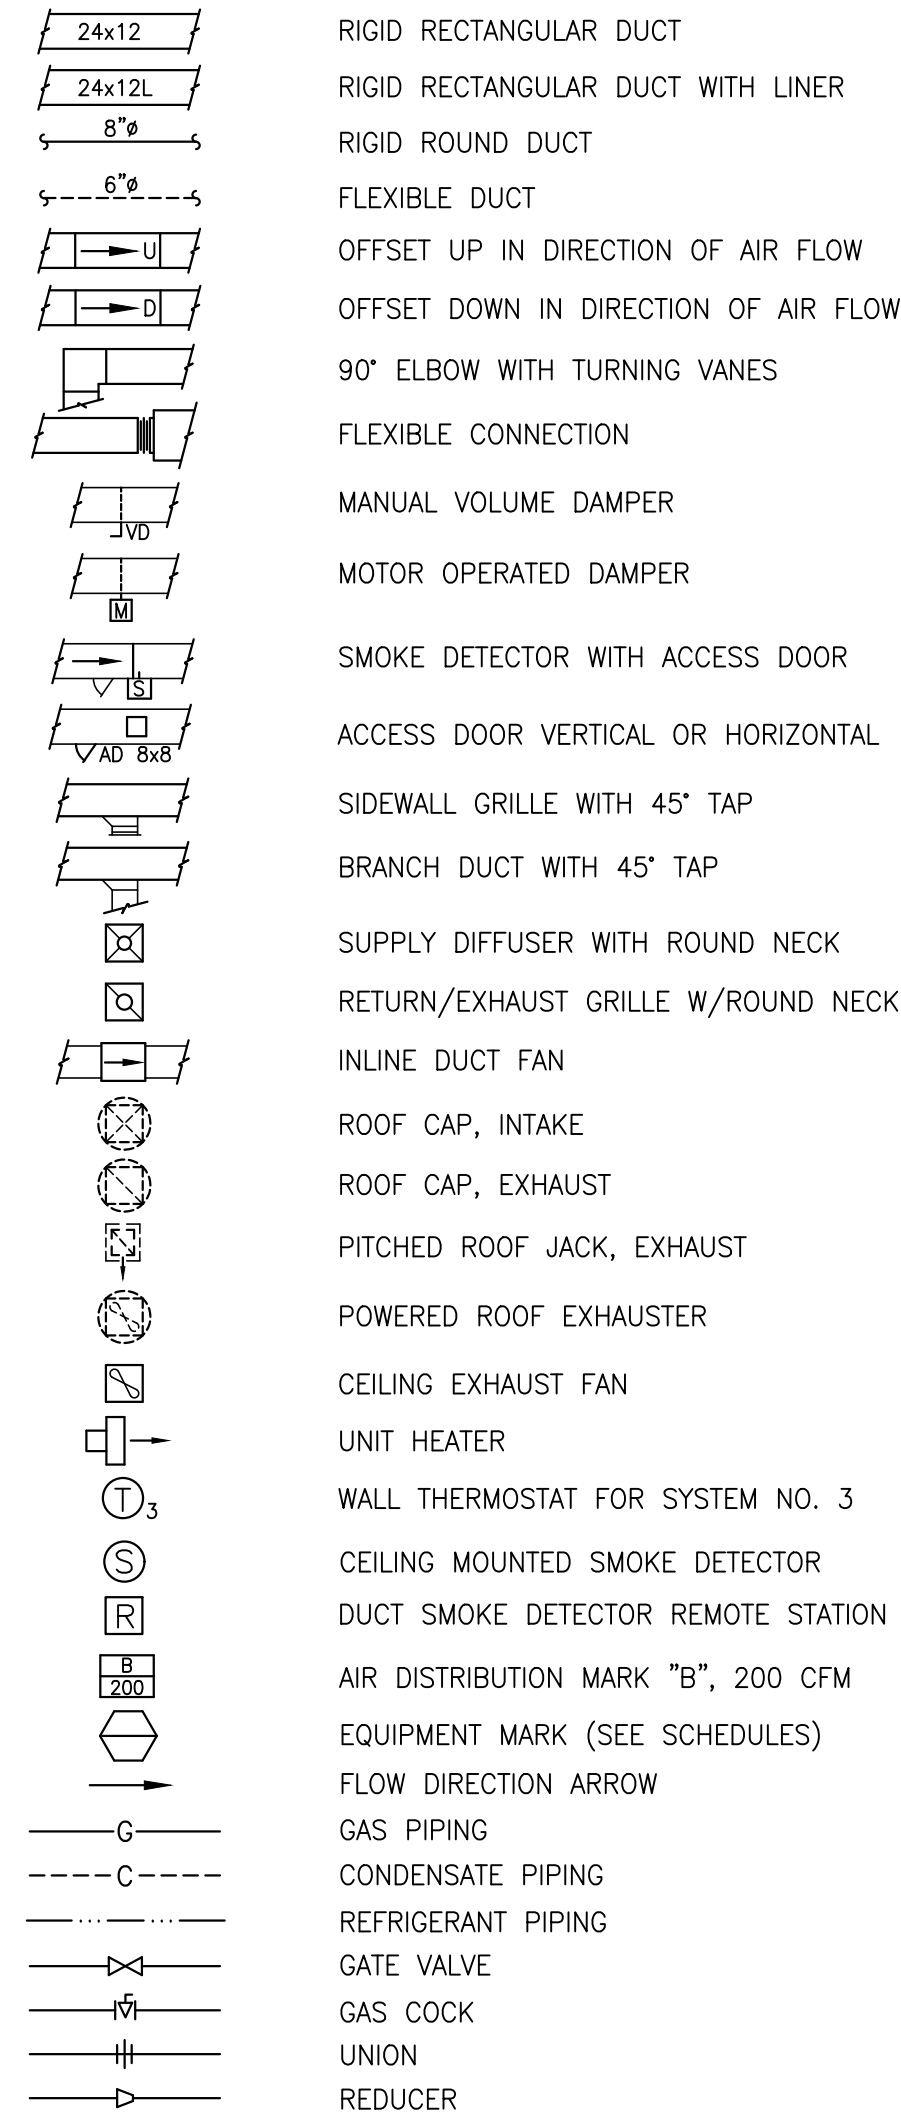 24x12 RIGID RECTANGULAR DUCT
24x12L RIGID RECTANGULAR DUCT WITH LINER
8"ø RIGID ROUND DUCT
6"ø FLEXIBLE DUCT
U OFFSET UP IN DIRECTION OF AIR FLOW
D OFFSET DOWN IN DIRECTION OF AIR FLOW
90° ELBOW WITH TURNING VANES
FLEXIBLE CONNECTION
VD MANUAL VOLUME DAMPER
M MOTOR OPERATED DAMPER
S SMOKE DETECTOR WITH ACCESS DOOR
AD 8x8 ACCESS DOOR VERTICAL OR HORIZONTAL
SIDEWALL GRILLE WITH 45° TAP
BRANCH DUCT WITH 45° TAP
SUPPLY DIFFUSER WITH ROUND NECK
RETURN/EXHAUST GRILLE W/ROUND NECK
INLINE DUCT FAN
ROOF CAP, INTAKE
ROOF CAP, EXHAUST
PITCHED ROOF JACK, EXHAUST
POWERED ROOF EXHAUSTER
CEILING EXHAUST FAN
UNIT HEATER
T 3 WALL THERMOSTAT FOR SYSTEM NO. 3
S CEILING MOUNTED SMOKE DETECTOR
R DUCT SMOKE DETECTOR REMOTE STATION
B
200 AIR DISTRIBUTION MARK "B", 200 CFM
EQUIPMENT MARK (SEE SCHEDULES)
FLOW DIRECTION ARROW
G GAS PIPING
C CONDENSATE PIPING
REFRIGERANT PIPING
GATE VALVE
GAS COCK
UNION
REDUCER